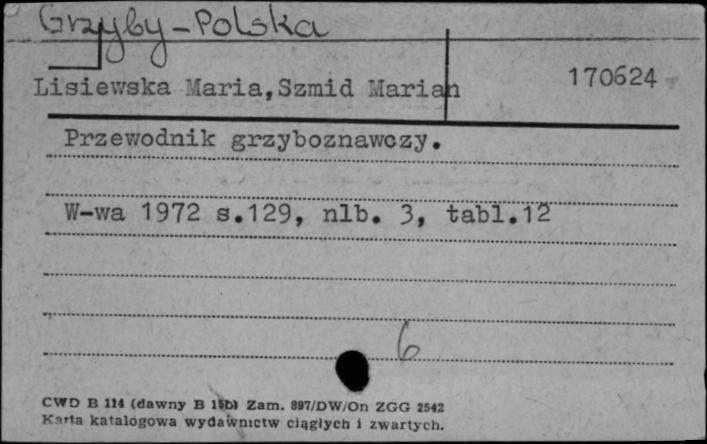 Grzyby - Polska
Lisiewska Maria, Szmid Marian
170624
Przewodnik grzyboznawczy.
W-wa 1972 s.129, nlb. 3, tabl.12
6
CWD B 114 (dawny B 15b) Zam. 897/DW/On ZGG 2542
Karta katalogowa wydawnictw ciągłych i zwartych.